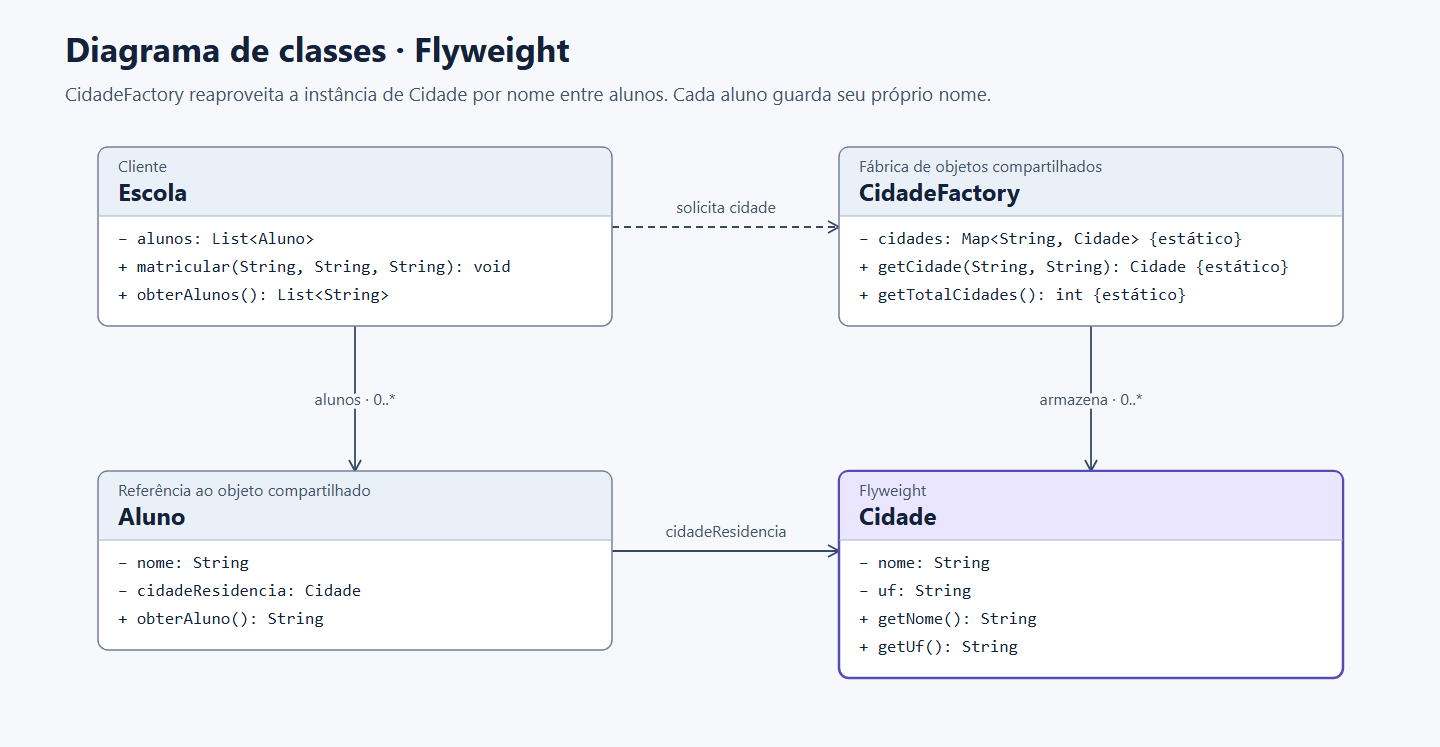 Diagrama de classes · Flyweight
CidadeFactory reaproveita a instância de Cidade por nome entre alunos. Cada aluno guarda seu próprio nome.
Cliente
Escola
– alunos: List<Aluno>
+ matricular(String, String, String): void
+ obterAlunos(): List<String>
solicita cidade
Fábrica de objetos compartilhados
CidadeFactory
– cidades: Map<String, Cidade> {estático}
+ getCidade(String, String): Cidade {estático}
+ getTotalCidades(): int {estático}
alunos · 0..*
armazena · 0..*
Referência ao objeto compartilhado
Aluno
– nome: String
– cidadeResidencia: Cidade
+ obterAluno(): String
cidadeResidencia
Flyweight
Cidade
– nome: String
– uf: String
+ getNome(): String
+ getUf(): String